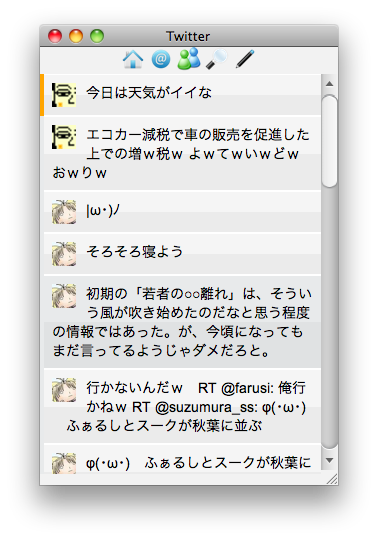 Twitter
今日は天気がイイな
エコカー減税で車の販売を促進した
上での増ｗ税ｗ よｗてｗいｗどｗ
おｗりｗ
|ω･)ﾉ
そろそろ寝よう
初期の「若者の○○離れ」は、そうい
う風が吹き始めたのだなと思う程度
の情報ではあった。が、今頃になっても
まだ言ってるようじゃダメだろと。
行かないんだｗ　RT @farusi: 俺行
かねｗ RT @suzumura_ss: φ(･ω･)
ふぁるしとスークが秋葉に並ぶ
φ(･ω･)　ふぁるしとスークが秋葉に